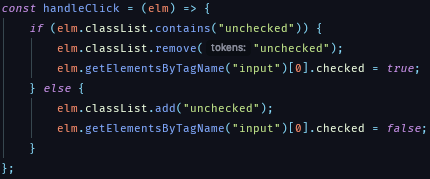 const handleClick = (elm) => {
    if (elm.classList.contains("unchecked")) {
        elm.classList.remove( tokens: "unchecked");
        elm.getElementsByTagName("input")[0].checked = true;
    } else {
        elm.classList.add("unchecked");
        elm.getElementsByTagName("input")[0].checked = false;
    }
};